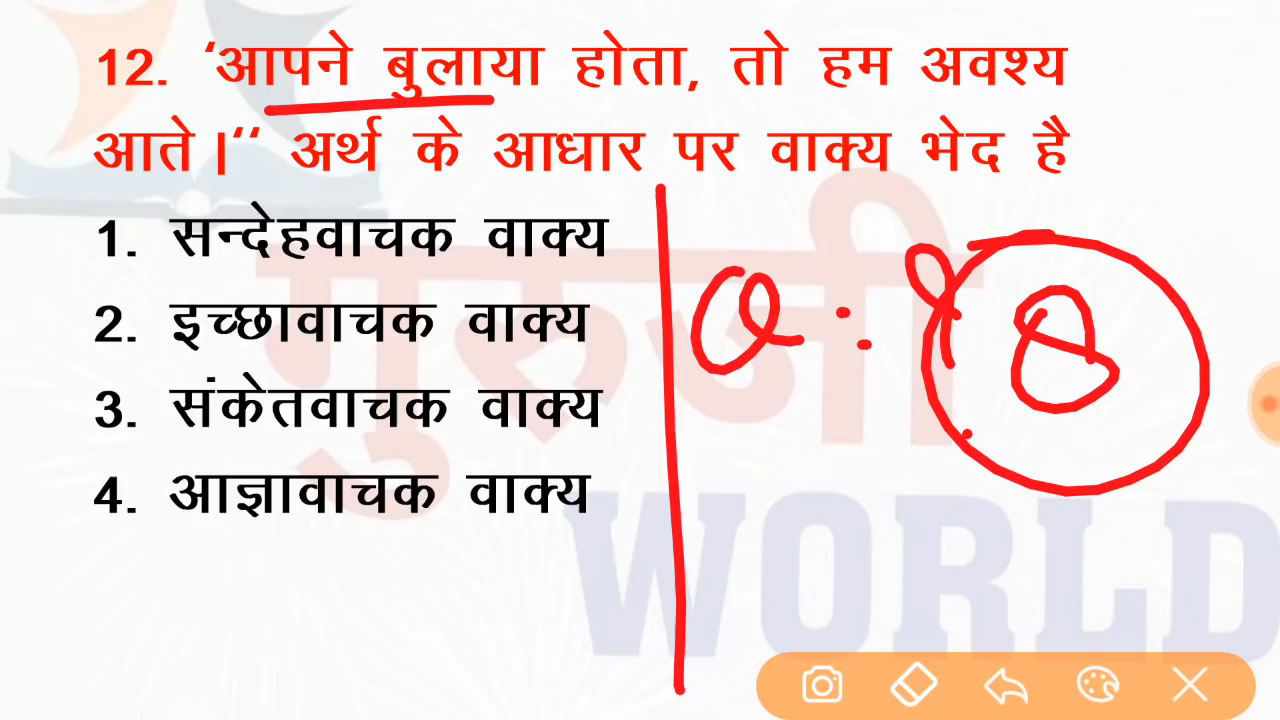 12. ‘आपने बुलाया होता, तो हम अवश्य
आते।‘‘ अर्थ के आधार पर वाक्य भेद है
1. सन्देहवाचक वाक्य
2. इच्छावाचक वाक्य
3. संकेतवाचक वाक्य
4. आज्ञावाचक वाक्य
गुरुजी
WORLD